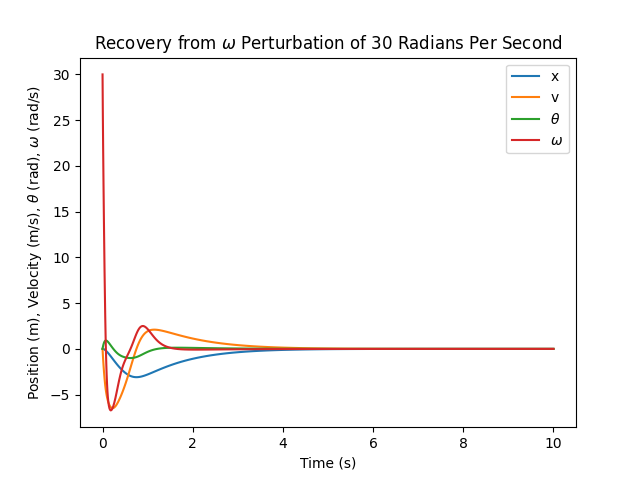 Recovery from ω Perturbation of 30 Radians Per Second
Position (m), Velocity (m/s), θ (rad), ω (rad/s)
30
25
20
15
10
5
0
−5
x
v
θ
ω
0 2 4 6 8 10
Time (s)